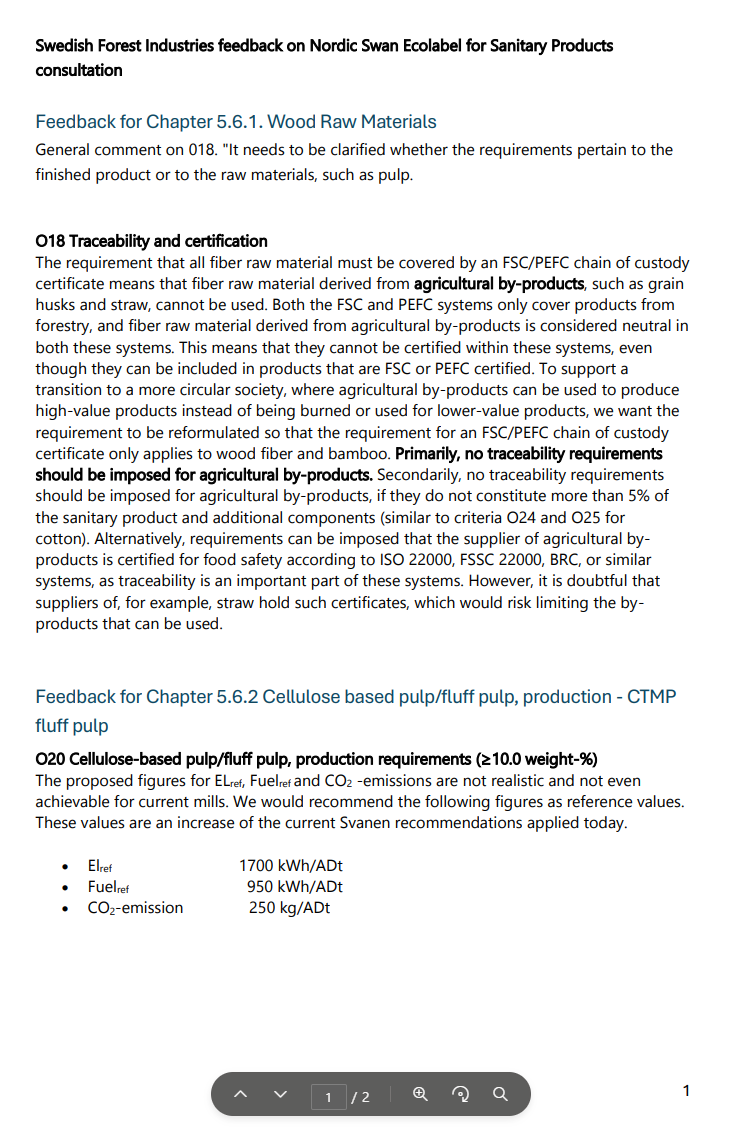 Swedish Forest Industries feedback on Nordic Swan Ecolabel for Sanitary Products
consultation
Feedback for Chapter 5.6.1. Wood Raw Materials
General comment on 018. "It needs to be clarified whether the requirements pertain to the
finished product or to the raw materials, such as pulp.
O18 Traceability and certification
The requirement that all fiber raw material must be covered by an FSC/PEFC chain of custody
certificate means that fiber raw material derived from agricultural by-products, such as grain
husks and straw, cannot be used. Both the FSC and PEFC systems only cover products from
forestry, and fiber raw material derived from agricultural by-products is considered neutral in
both these systems. This means that they cannot be certified within these systems, even
though they can be included in products that are FSC or PEFC certified. To support a
transition to a more circular society, where agricultural by-products can be used to produce
high-value products instead of being burned or used for lower-value products, we want the
requirement to be reformulated so that the requirement for an FSC/PEFC chain of custody
certificate only applies to wood fiber and bamboo. Primarily, no traceability requirements
should be imposed for agricultural by-products. Secondarily, no traceability requirements
should be imposed for agricultural by-products, if they do not constitute more than 5% of
the sanitary product and additional components (similar to criteria O24 and O25 for
cotton). Alternatively, requirements can be imposed that the supplier of agricultural by-
products is certified for food safety according to ISO 22000, FSSC 22000, BRC, or similar
systems, as traceability is an important part of these systems. However, it is doubtful that
suppliers of, for example, straw hold such certificates, which would risk limiting the by-
products that can be used.
Feedback for Chapter 5.6.2 Cellulose based pulp/fluff pulp, production - CTMP
fluff pulp
O20 Cellulose-based pulp/fluff pulp, production requirements (≥10.0 weight-%)
The proposed figures for ELref, Fuelref and CO2 -emissions are not realistic and not even
achievable for current mills. We would recommend the following figures as reference values.
These values are an increase of the current Svanen recommendations applied today.
• Elref 1700 kWh/ADt
• Fuelref 950 kWh/ADt
• CO2-emission 250 kg/ADt
1 / 2
1